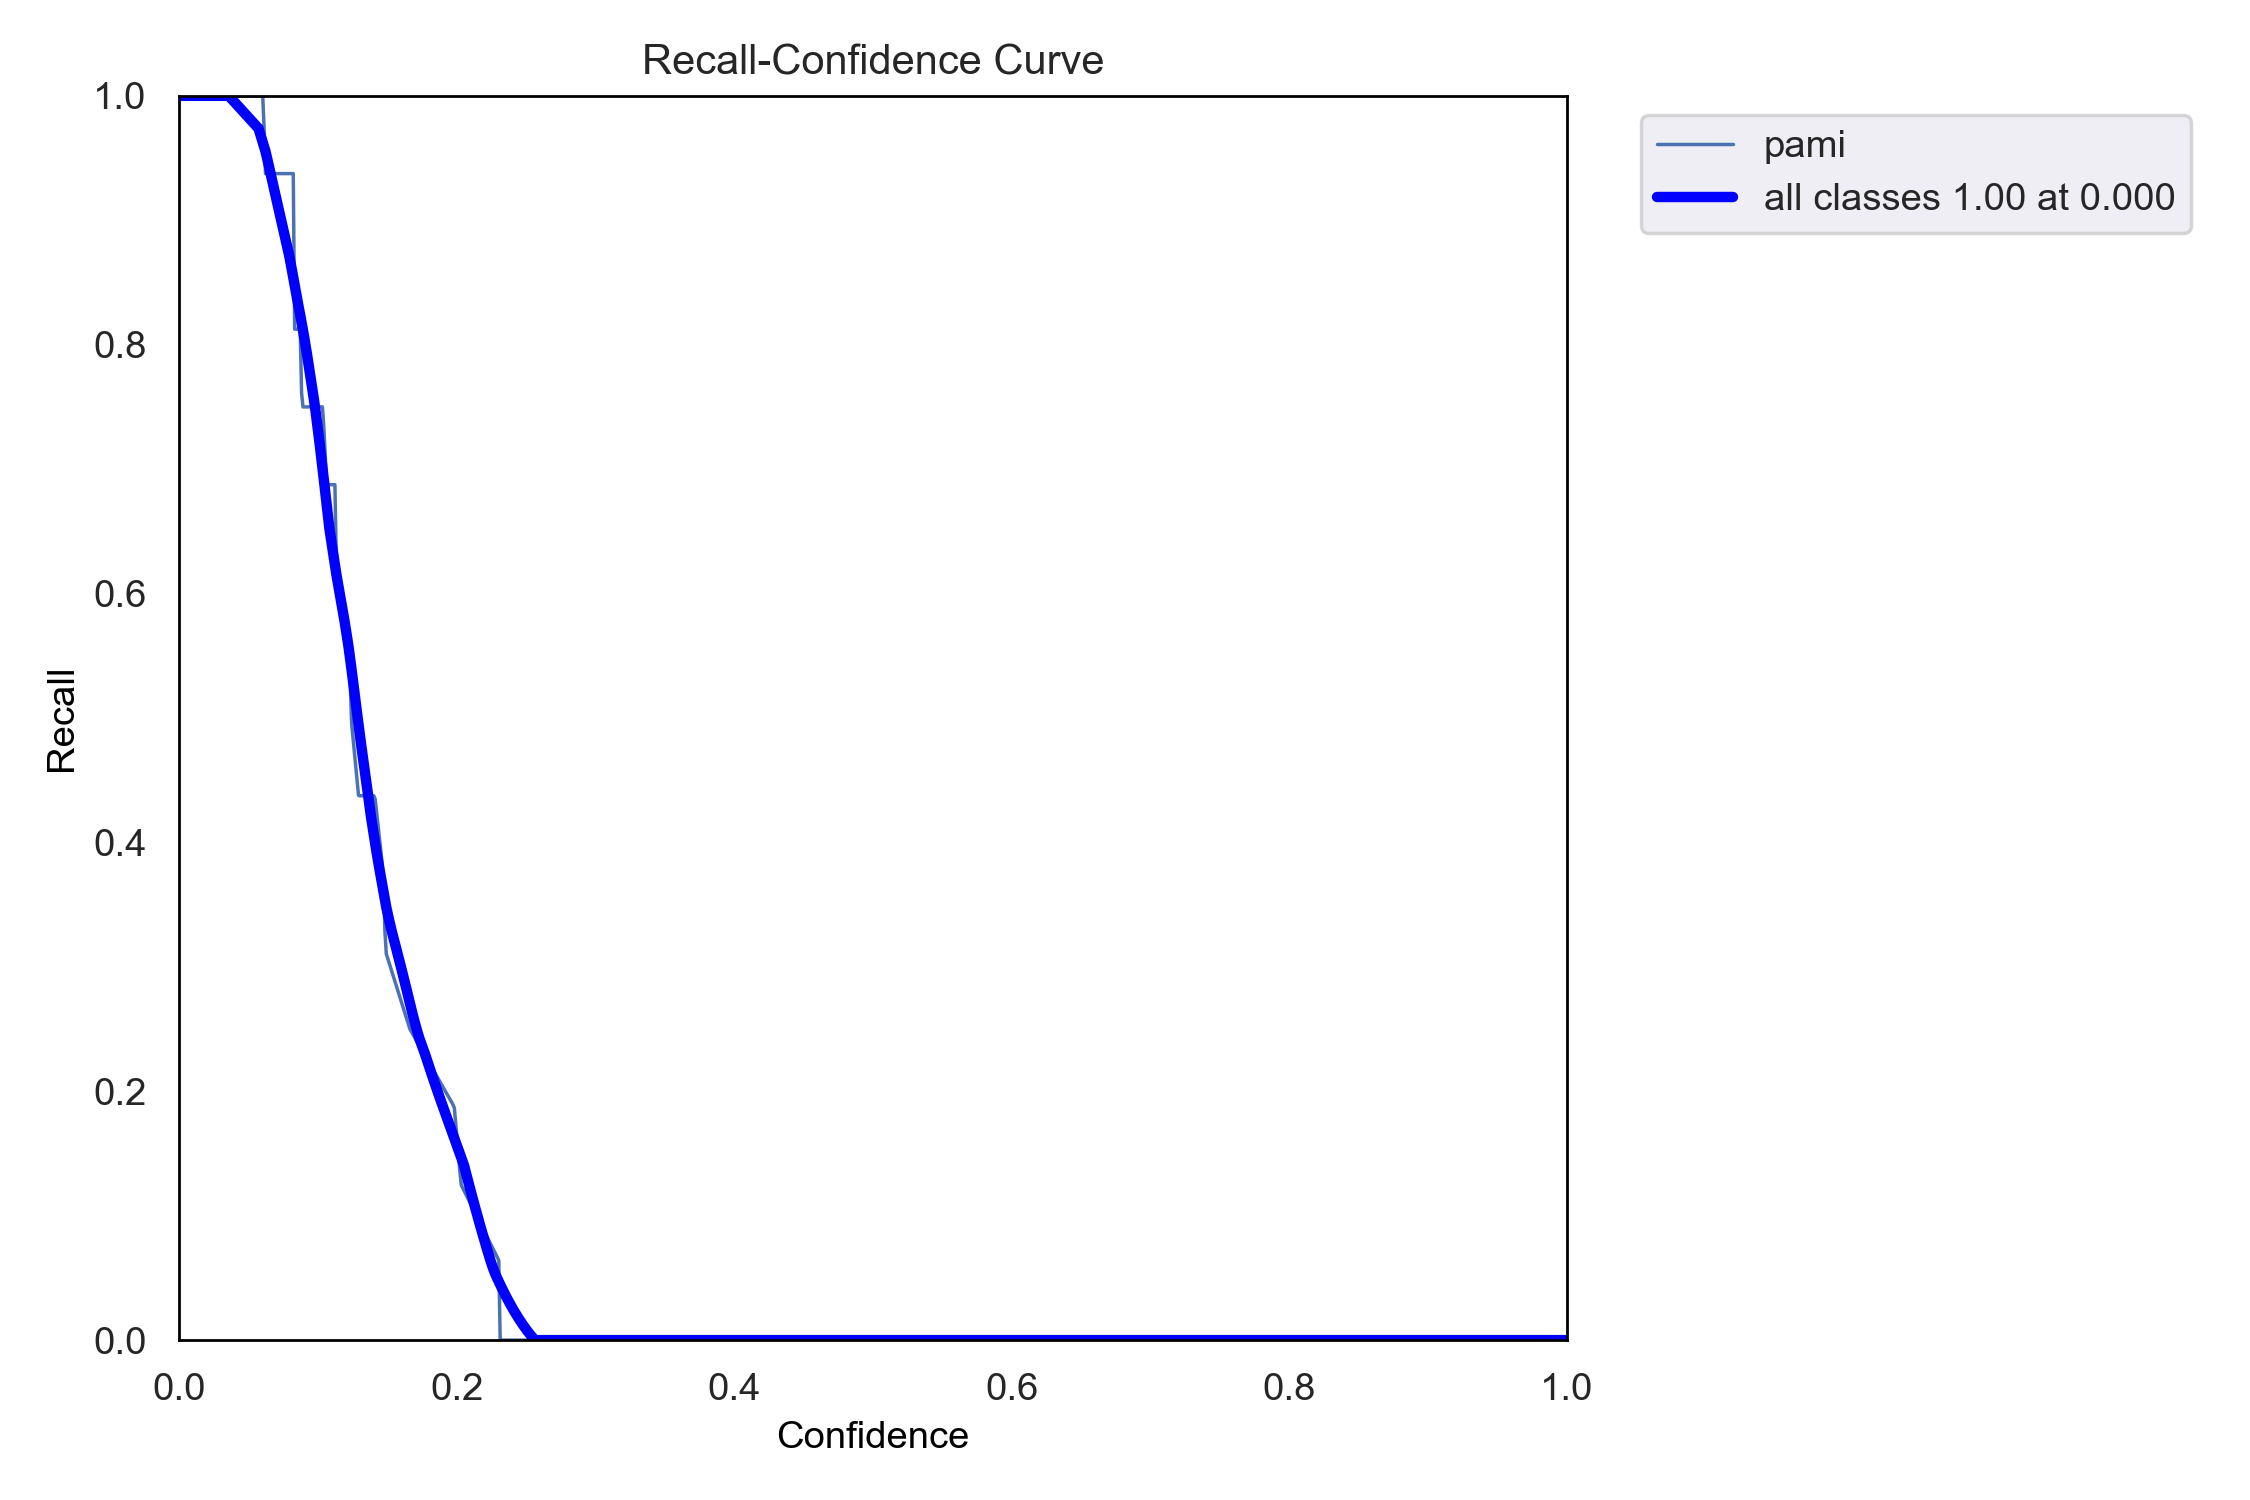 Recall-Confidence Curve
1.0
0.8
0.6
0.4
0.2
0.0
Recall
0.0 0.2 0.4 0.6 0.8 1.0
Confidence
pami
all classes 1.00 at 0.000